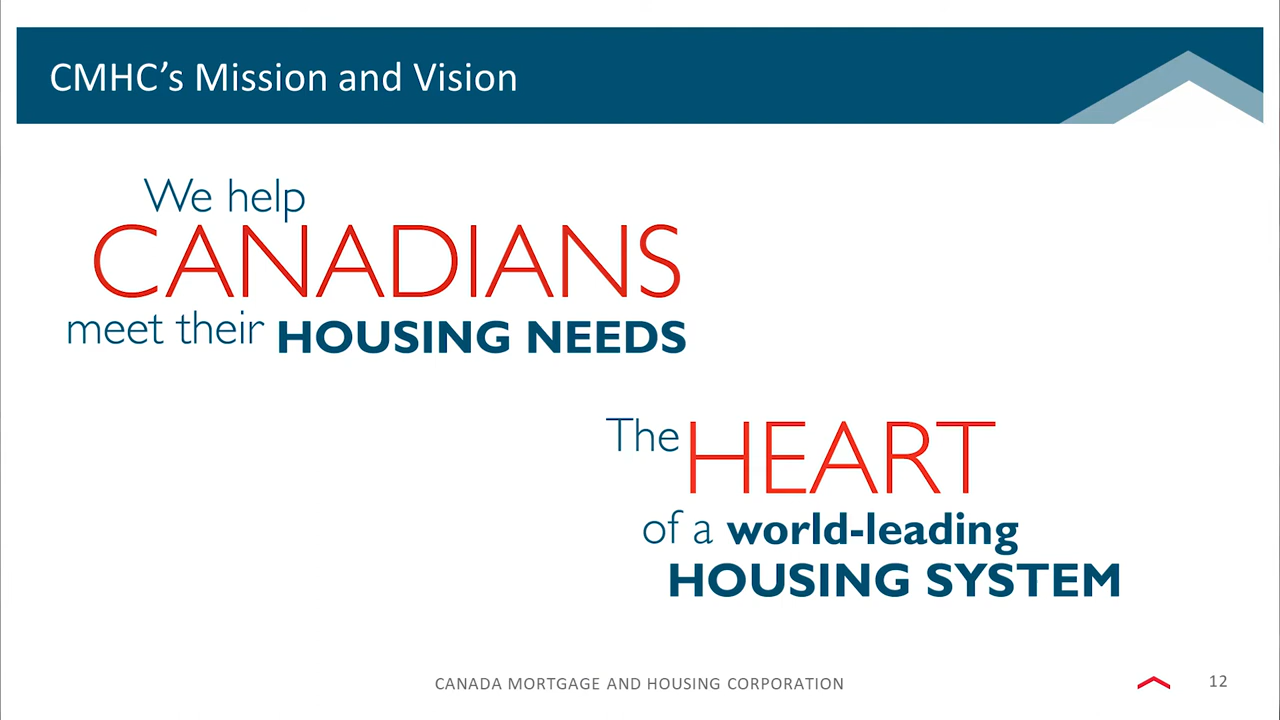 CMHC’s Mission and Vision
We help
CANADIANS
meet their HOUSING NEEDS
The HEART
of a world-leading
HOUSING SYSTEM
CANADA MORTGAGE AND HOUSING CORPORATION
12